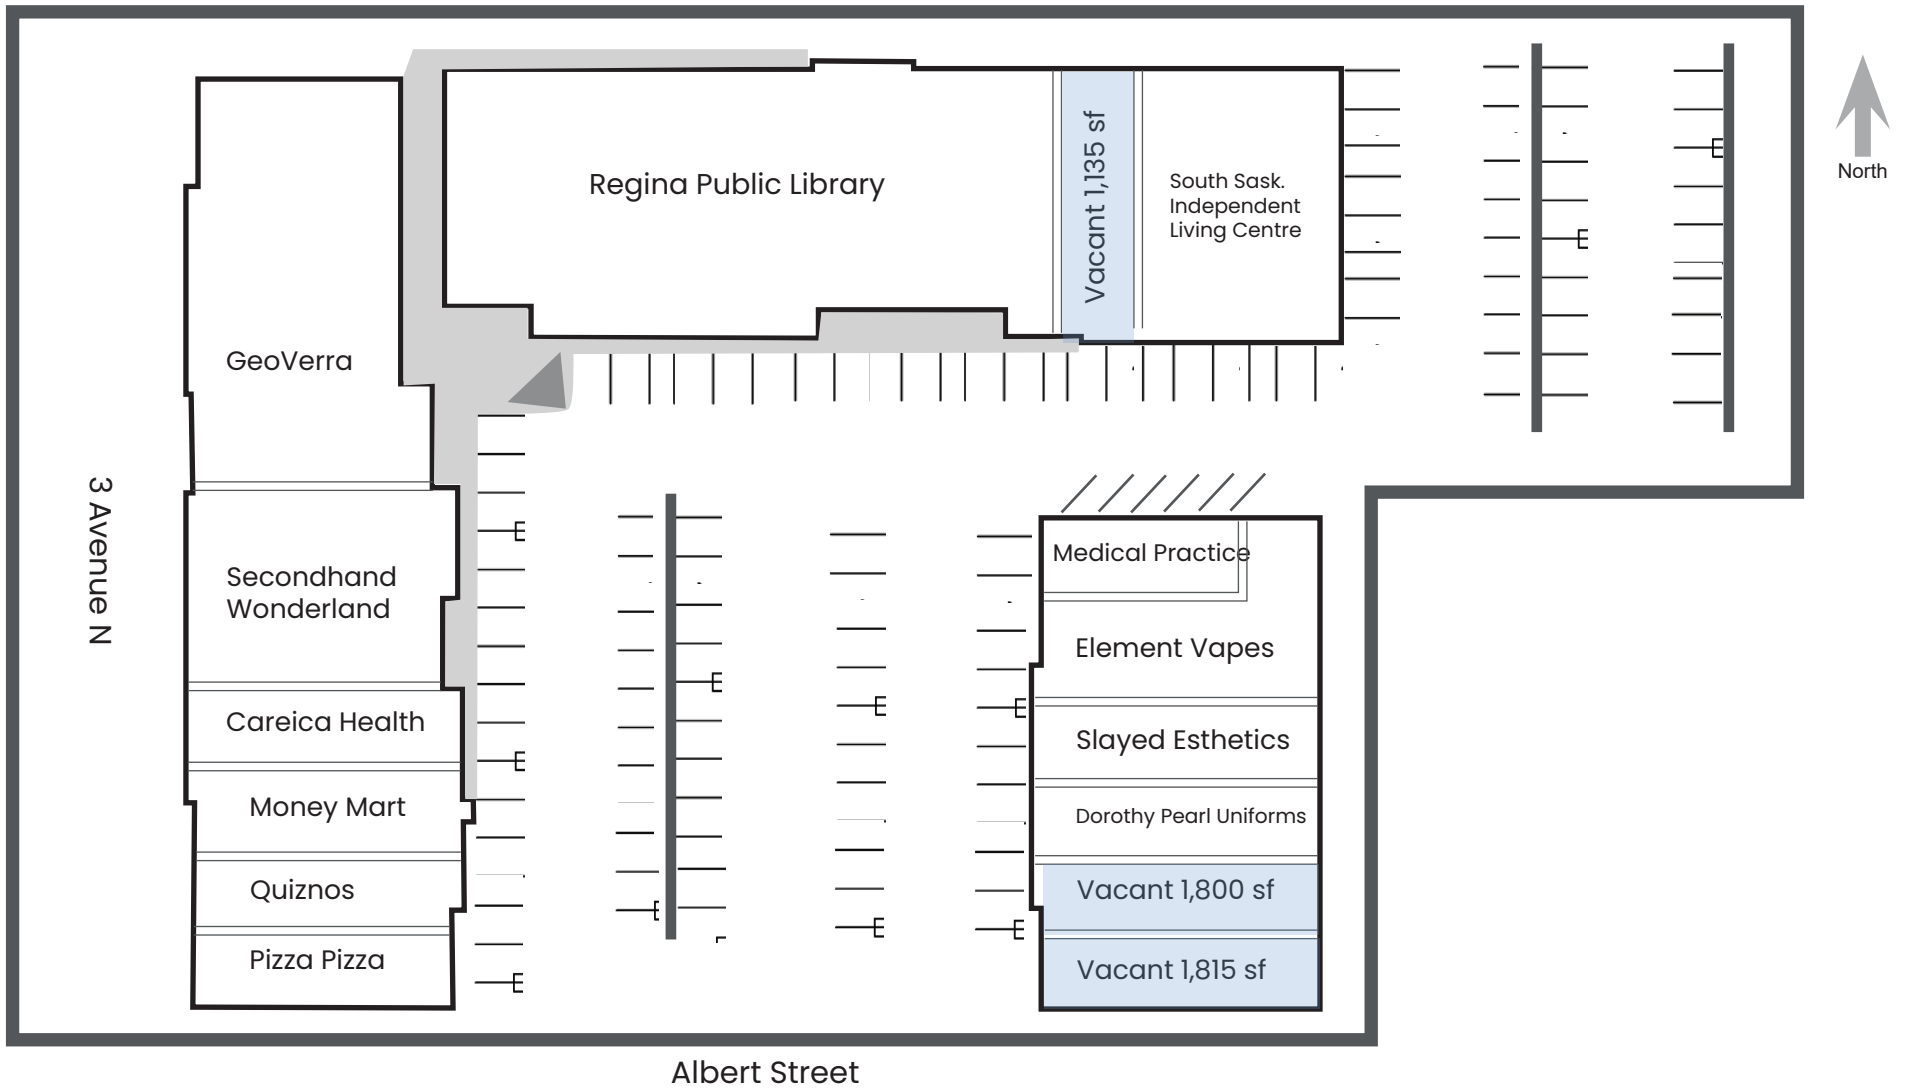 Regina Public Library
Vacant 1,135 sf
South Sask.
Independent
Living Centre
North
GeoVerra
3 Avenue N
Secondhand
Wonderland
Careica Health
Money Mart
Quiznos
Pizza Pizza
Medical Practice
Element Vapes
Slayed Esthetics
Dorothy Pearl Uniforms
Vacant 1,800 sf
Vacant 1,815 sf
Albert Street